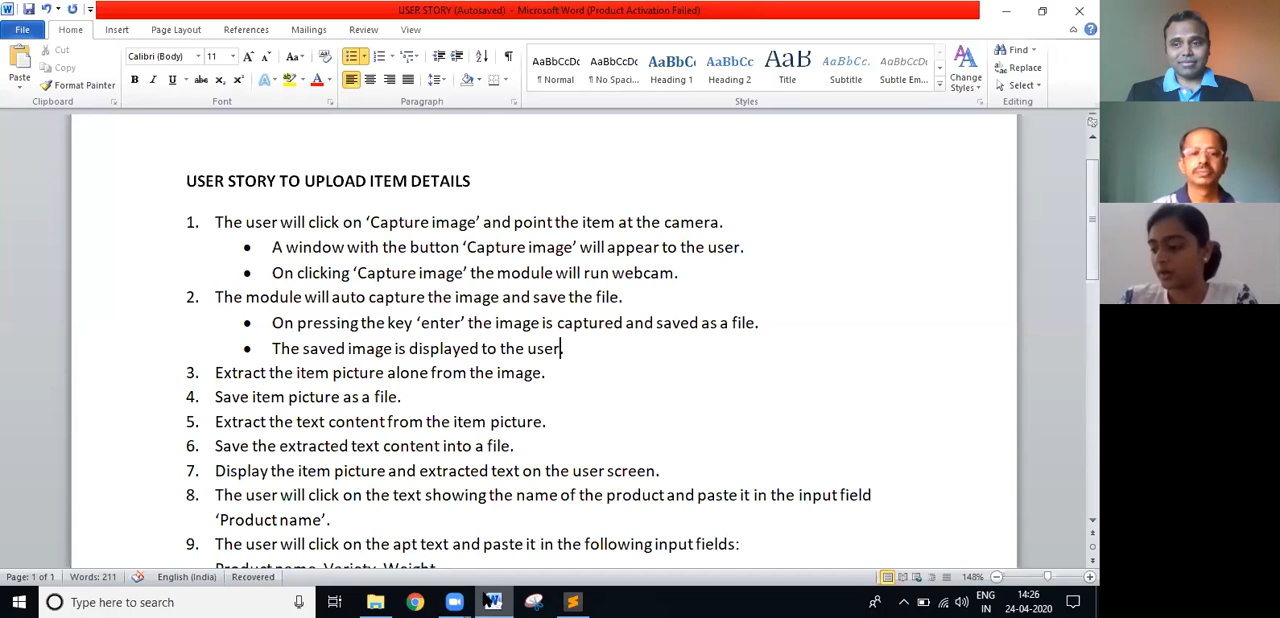 USER STORY (Autosaved) - Microsoft Word (Product Activation Failed)
File Home Insert Page Layout References Mailings Review View
Paste
Cut
Copy
Format Painter
Clipboard
Calibri (Body) 11
Font
Paragraph
AaBbCcDc AaBbCcDc AaBbCc AaBbCc AaB AaBbCc. AaBbCcDc
¶ Normal ¶ No Spaci... Heading 1 Heading 2 Title Subtitle Subtle Em...
Change Styles
Styles
Find
Replace
Select
Editing
USER STORY TO UPLOAD ITEM DETAILS
1. The user will click on ‘Capture image’ and point the item at the camera.
• A window with the button ‘Capture image’ will appear to the user.
• On clicking ‘Capture image’ the module will run webcam.
2. The module will auto capture the image and save the file.
• On pressing the key ‘enter’ the image is captured and saved as a file.
• The saved image is displayed to the user.
3. Extract the item picture alone from the image.
4. Save item picture as a file.
5. Extract the text content from the item picture.
6. Save the extracted text content into a file.
7. Display the item picture and extracted text on the user screen.
8. The user will click on the text showing the name of the product and paste it in the input field
‘Product name’.
9. The user will click on the apt text and paste it in the following input fields:
Product name, Variety, Weight
Page: 1 of 1 Words: 211 English (India) Recovered 148%
Type here to search
ENG
IN
14:26
24-04-2020